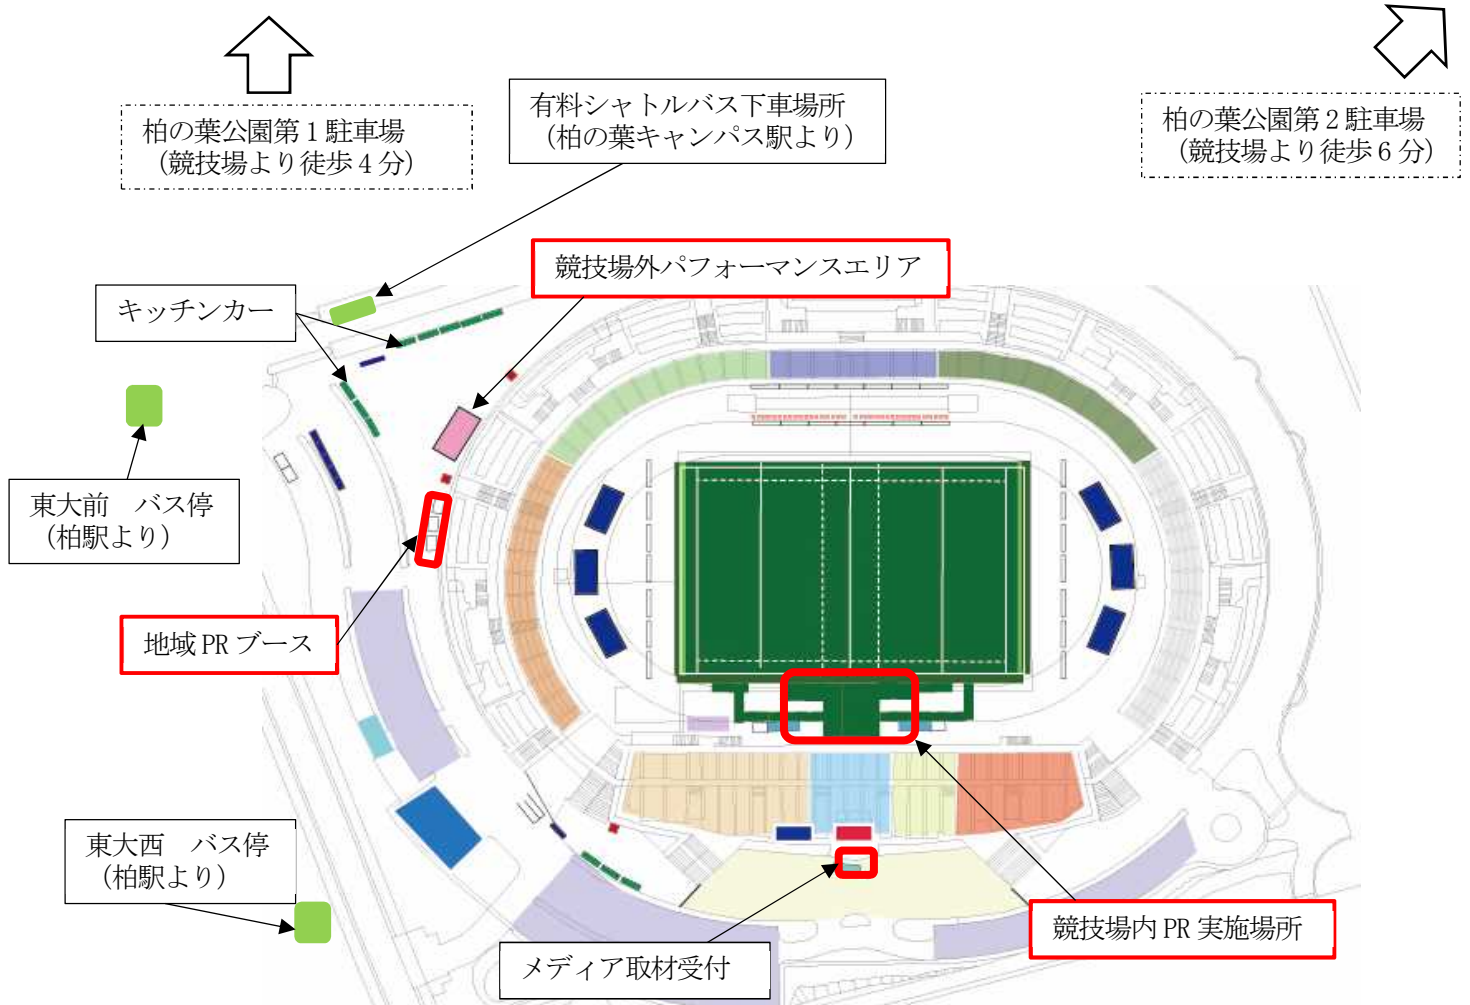 有料シャトルバス下車場所
（柏の葉キャンパス駅より）
柏の葉公園第１駐車場
（競技場より徒歩４分）
柏の葉公園第２駐車場
（競技場より徒歩６分）
競技場外パフォーマンスエリア
キッチンカー
東大前　バス停
（柏駅より）
地域 PR ブース
東大西　バス停
（柏駅より）
競技場内 PR 実施場所
メディア取材受付